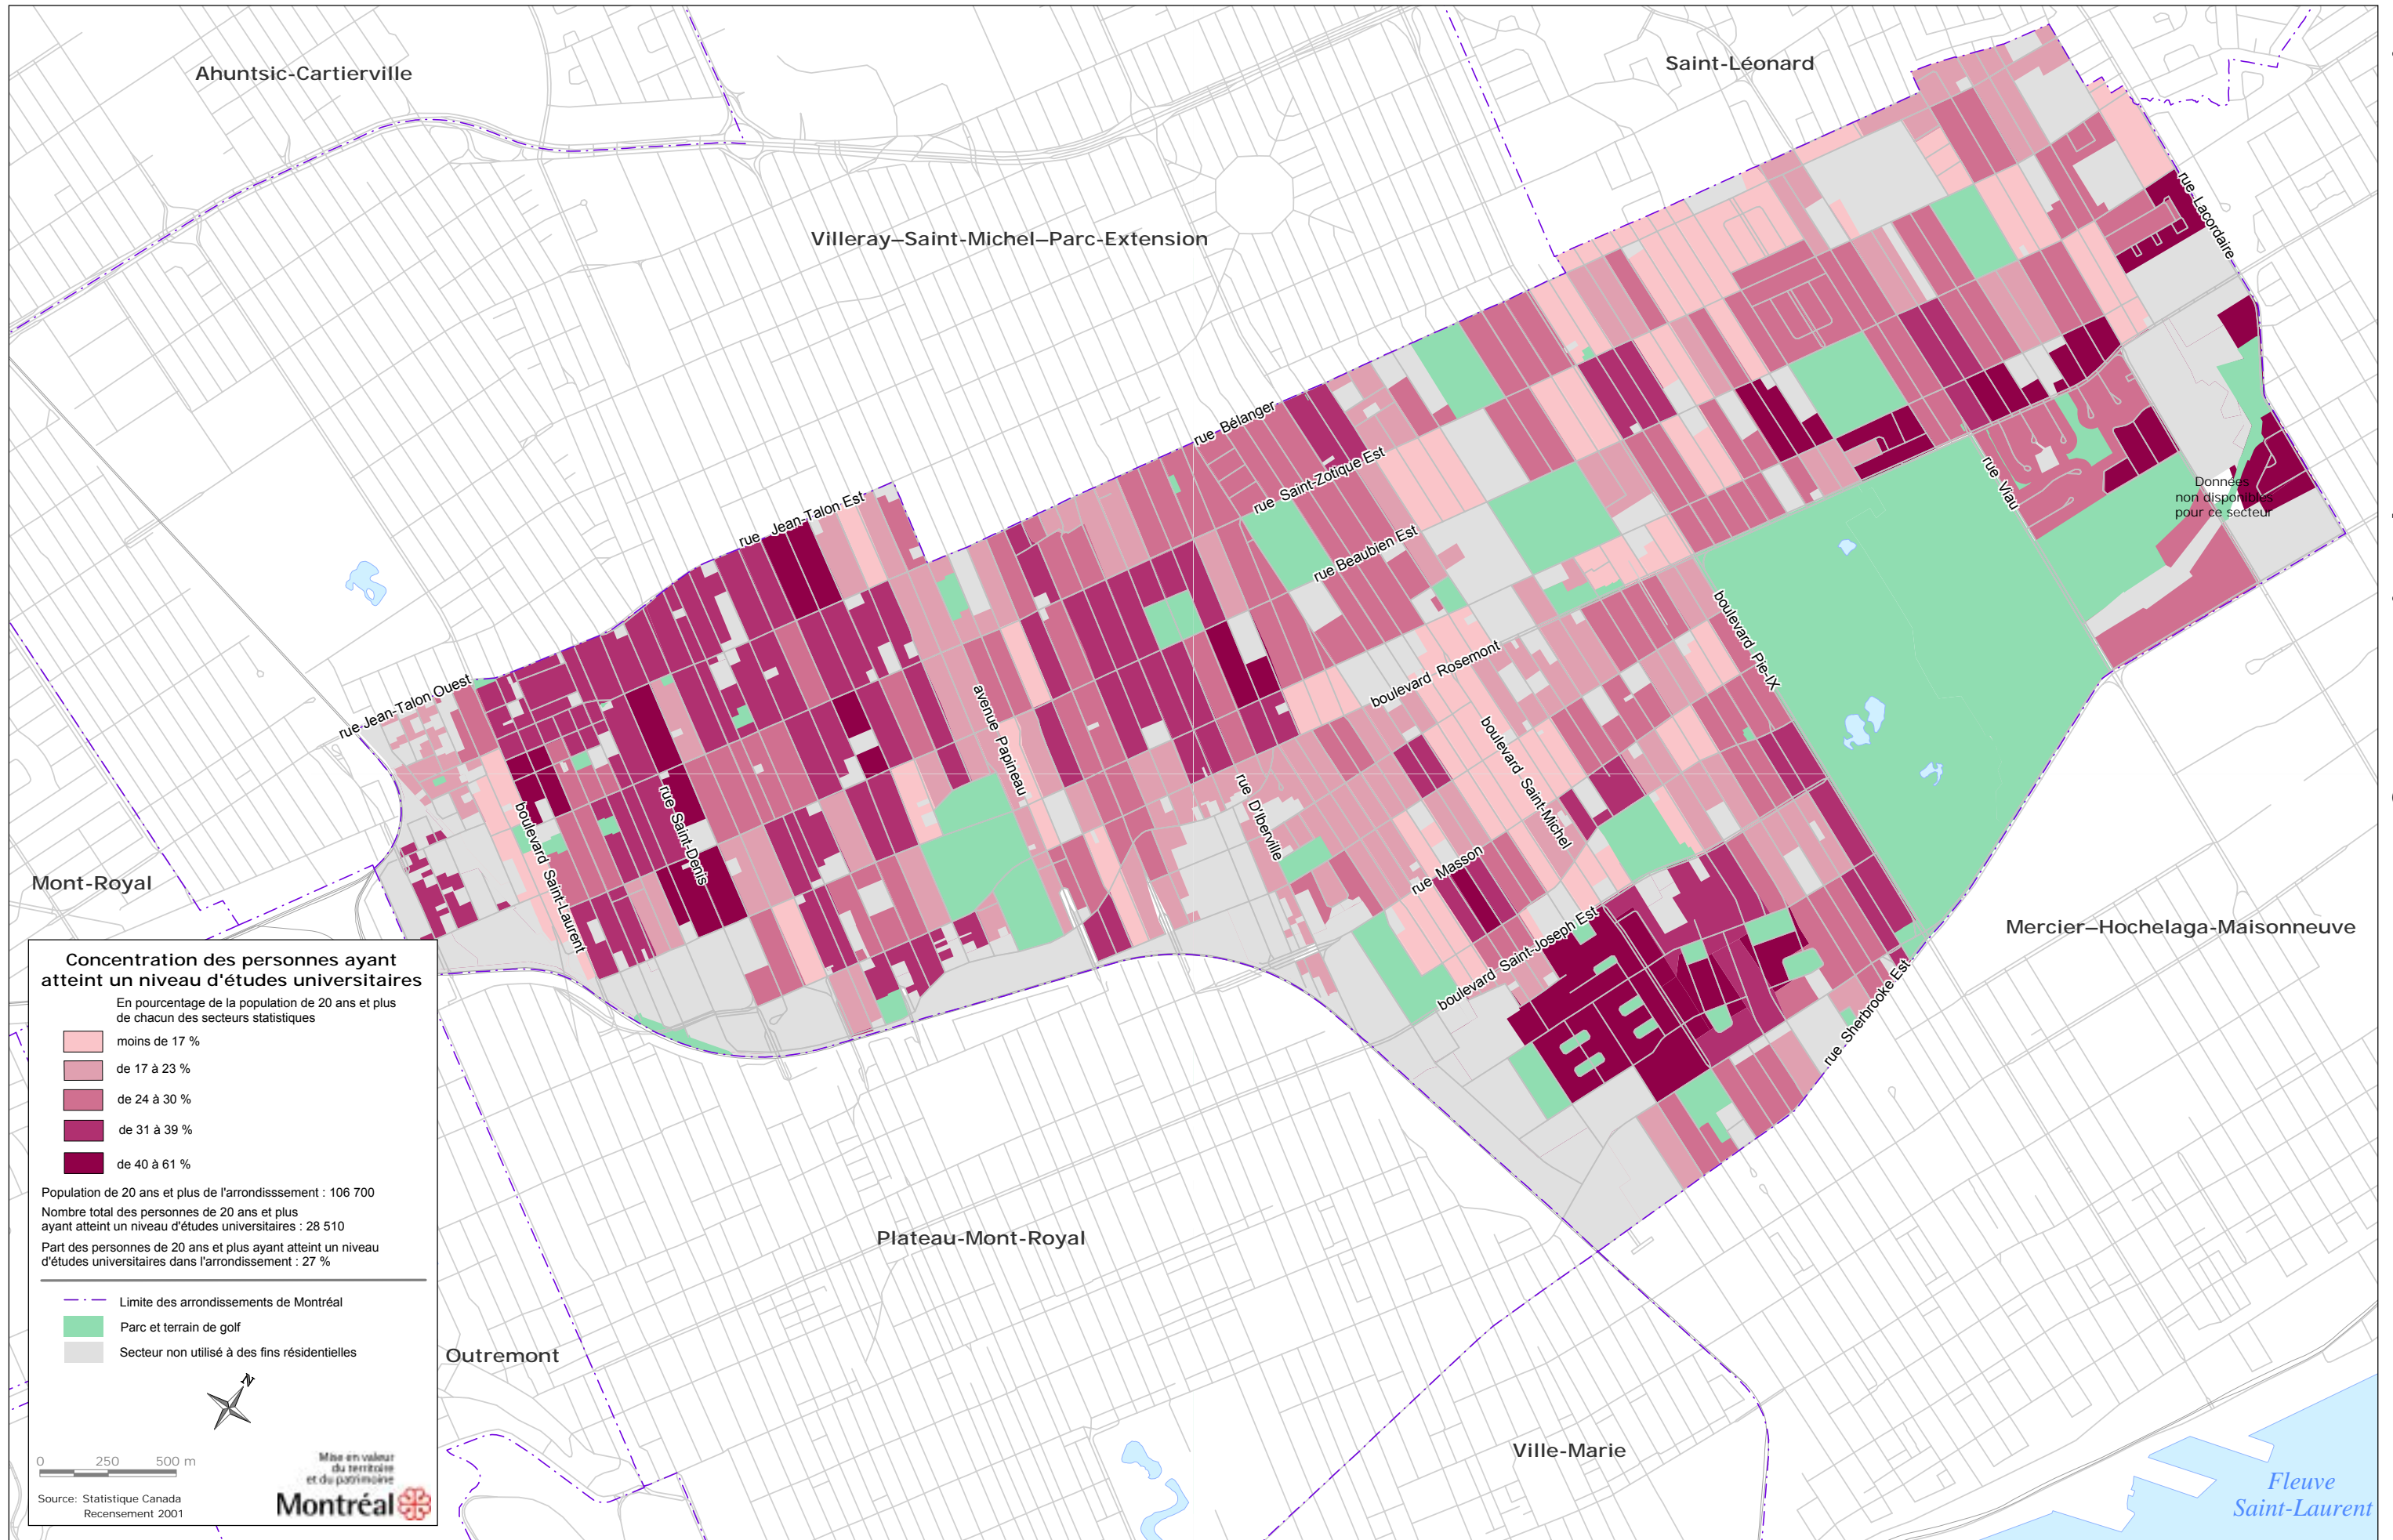 Ahuntsic-Cartierville
Saint-Léonard
Villeray–Saint-Michel–Parc-Extension
rue Lacordaire
rue Bélanger
rue Saint-Zotique Est
rue Jean-Talon Est
rue Beaubien Est
rue Viau
Données
non disponibles
pour ce secteur
boulevard Pie-IX
boulevard Rosemont
rue Jean-Talon Ouest
avenue Papineau
boulevard Saint-Michel
rue D'Iberville
rue Saint-Denis
boulevard Saint-Laurent
rue Masson
boulevard Saint-Joseph Est
rue Sherbrooke Est
Mont-Royal
Mercier–Hochelaga-Maisonneuve
Plateau-Mont-Royal
Outremont
Ville-Marie
Fleuve
Saint-Laurent
Concentration des personnes ayant
atteint un niveau d'études universitaires
En pourcentage de la population de 20 ans et plus
de chacun des secteurs statistiques
moins de 17 %
de 17 à 23 %
de 24 à 30 %
de 31 à 39 %
de 40 à 61 %
Population de 20 ans et plus de l'arrondisssement : 106 700
Nombre total des personnes de 20 ans et plus
ayant atteint un niveau d'études universitaires : 28 510
Part des personnes de 20 ans et plus ayant atteint un niveau
d'études universitaires dans l'arrondissement : 27 %
Limite des arrondissements de Montréal
Parc et terrain de golf
Secteur non utilisé à des fins résidentielles
N
0 250 500 m
Mise en valeur
du territoire
et du patrimoine
Montréal
Source: Statistique Canada
Recensement 2001